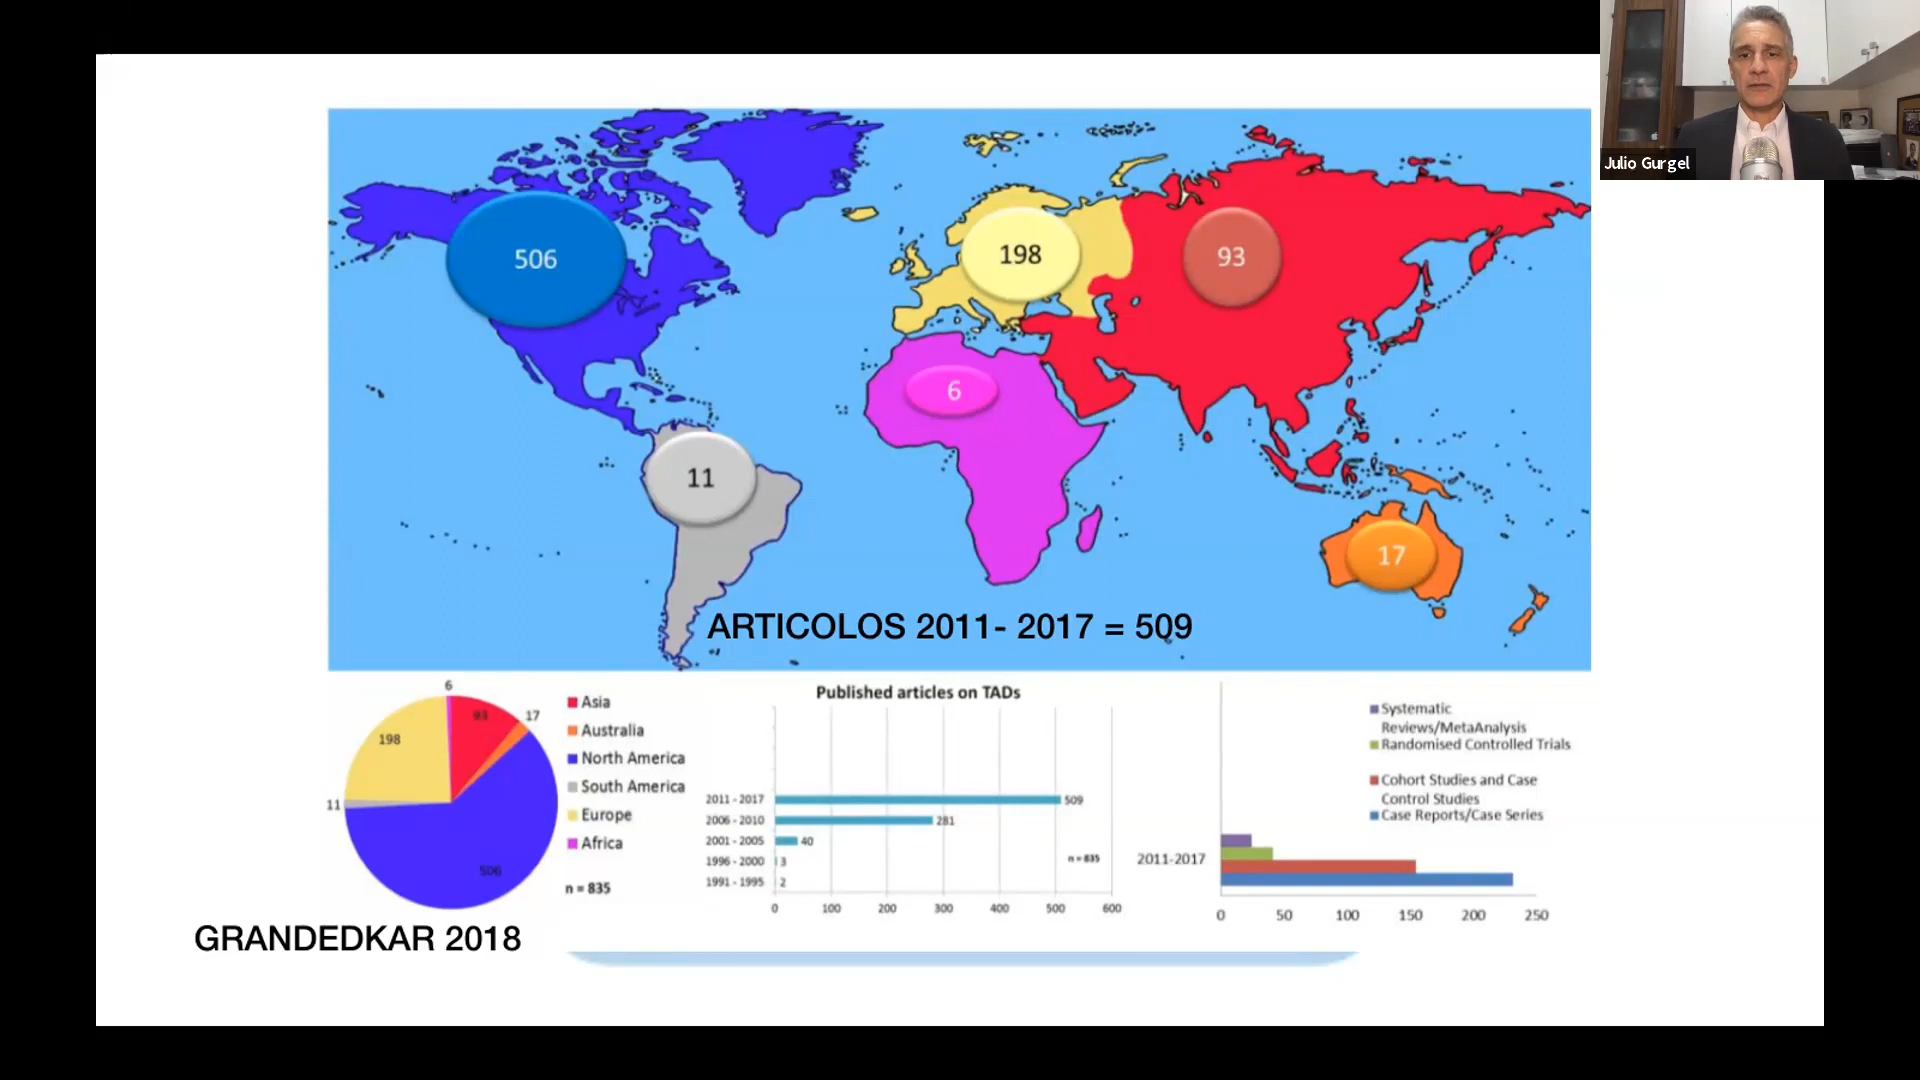 Julio Gurgel
506
198
93
6
11
17
ARTICOLOS 2011- 2017 = 509
6
93
17
198
11
506
Asia
Australia
North America
South America
Europe
Africa
n = 835
GRANDEDKAR 2018
Published articles on TADs
2011 - 2017
509
2006 - 2010
281
2001 - 2005
40
1996 - 2000
3
1991 - 1995
2
n = 835
0 100 200 300 400 500 600
Systematic
Reviews/MetaAnalysis
Randomised Controlled Trials
Cohort Studies and Case
Control Studies
Case Reports/Case Series
2011-2017
0 50 100 150 200 250